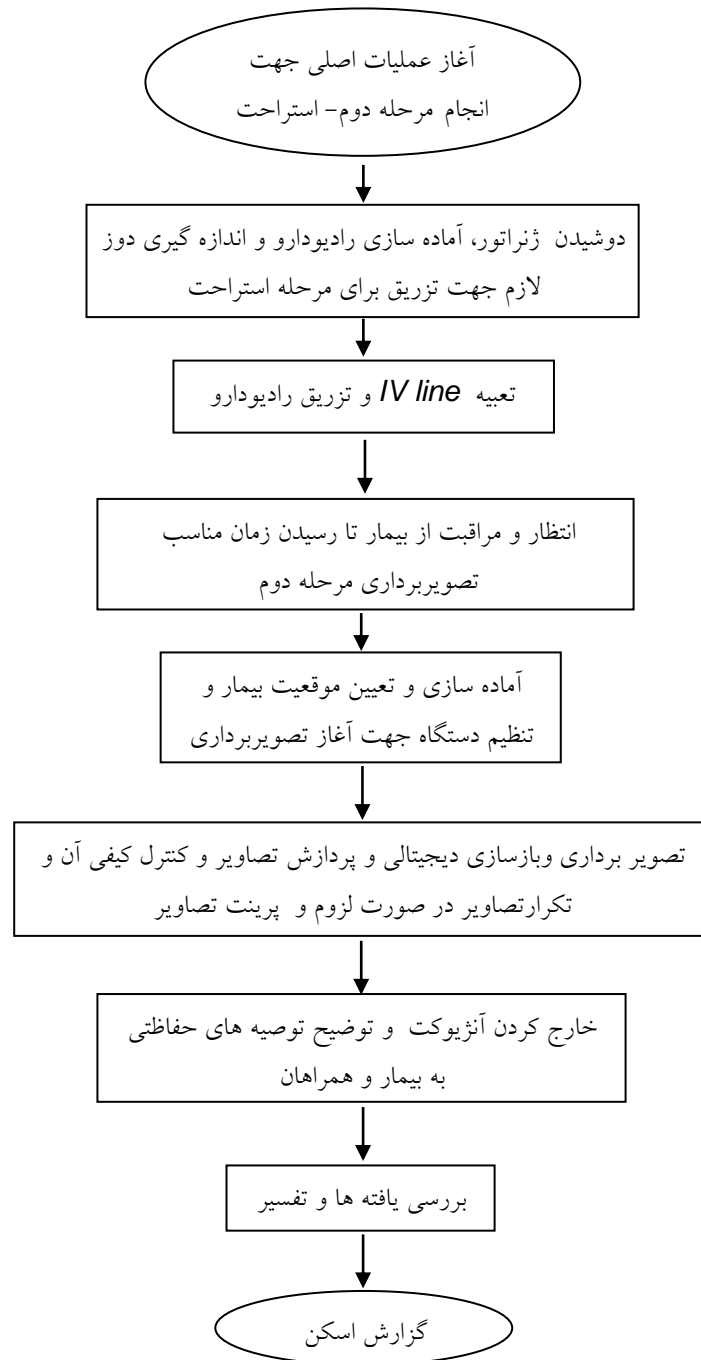 آغاز عملیات اصلی جهت
انجام مرحله دوم- استراحت
دوشیدن ژنراتور، آماده سازی رادیودارو و اندازه گیری دوز
لازم جهت تزریق برای مرحله استراحت
تعبیه IV line و تزریق رادیودارو
انتظار و مراقبت از بیمار تا رسیدن زمان مناسب
تصویربرداری مرحله دوم
آماده سازی و تعیین موقعیت بیمار و
تنظیم دستگاه جهت آغاز تصویربرداری
تصویر برداری وبازسازی دیجیتالی و پردازش تصاویر و کنترل کیفی آن و
تکرارتصاویر در صورت لزوم و پرینت تصاویر
خارج کردن آنژیوکت و توضیح توصیه های حفاظتی
به بیمار و همراهان
بررسی یافته ها و تفسیر
گزارش اسکن